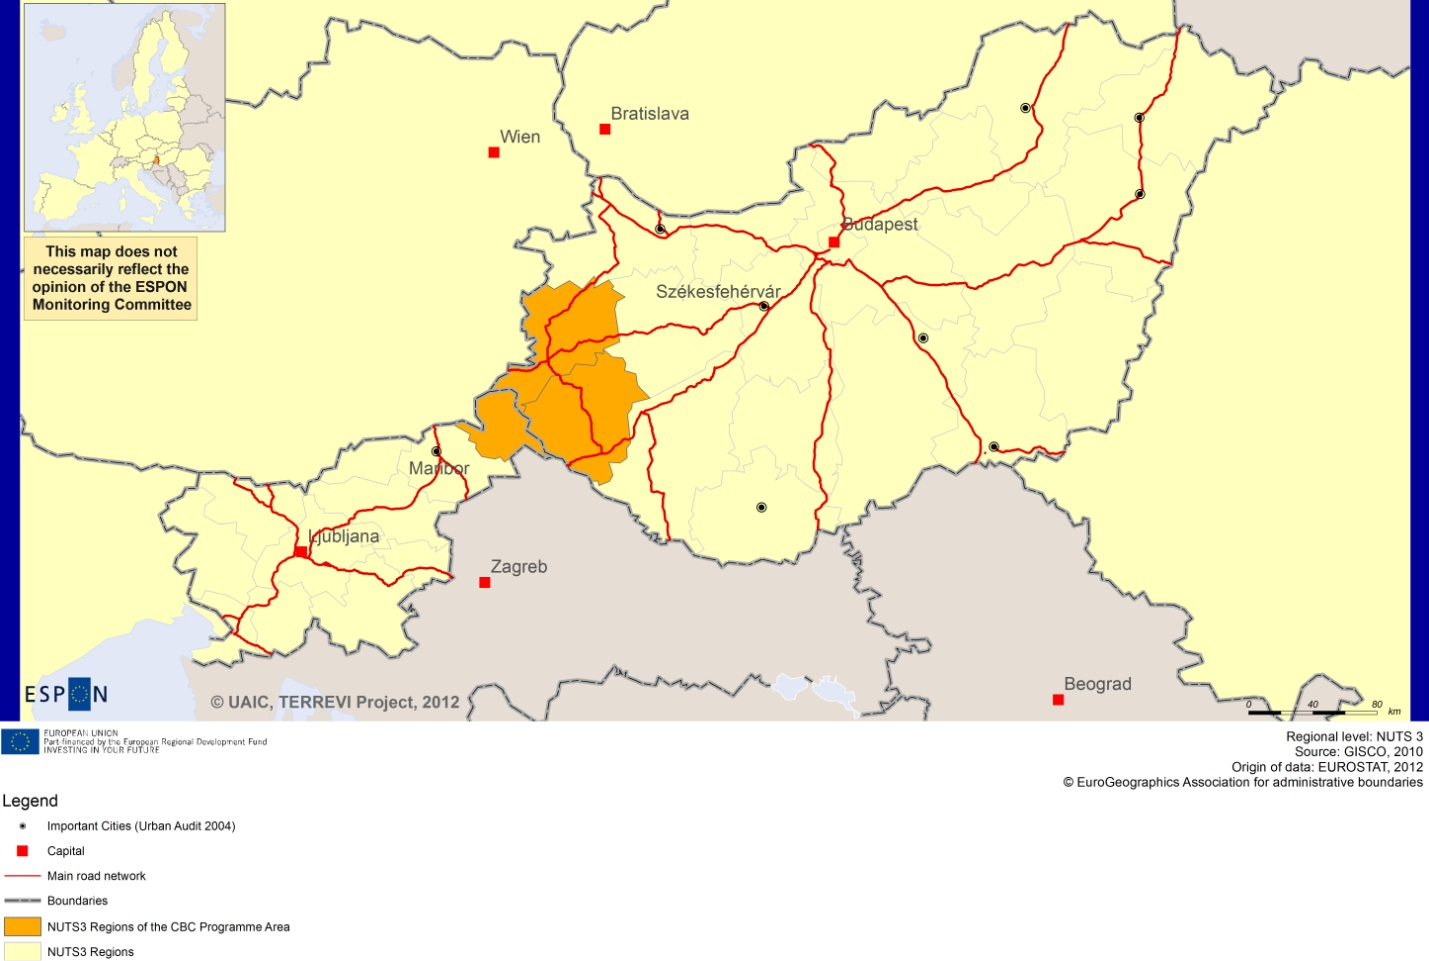 Bratislava
Wien
This map does not
necessarily reflect the
opinion of the ESPON
Monitoring Committee
Budapest
Székesfehérvár
Maribor
Ljubljana
Zagreb
Beograd
ESPON
© UAIC, TERREVI Project, 2012
0 40 80
km
EUROPEAN UNION
Part-financed by the European Regional Development Fund
INVESTING IN YOUR FUTURE
Regional level: NUTS 3
Source: GISCO, 2010
Origin of data: EUROSTAT, 2012
© EuroGeographics Association for administrative boundaries
Legend
Important Cities (Urban Audit 2004)
Capital
Main road network
Boundaries
NUTS3 Regions of the CBC Programme Area
NUTS3 Regions